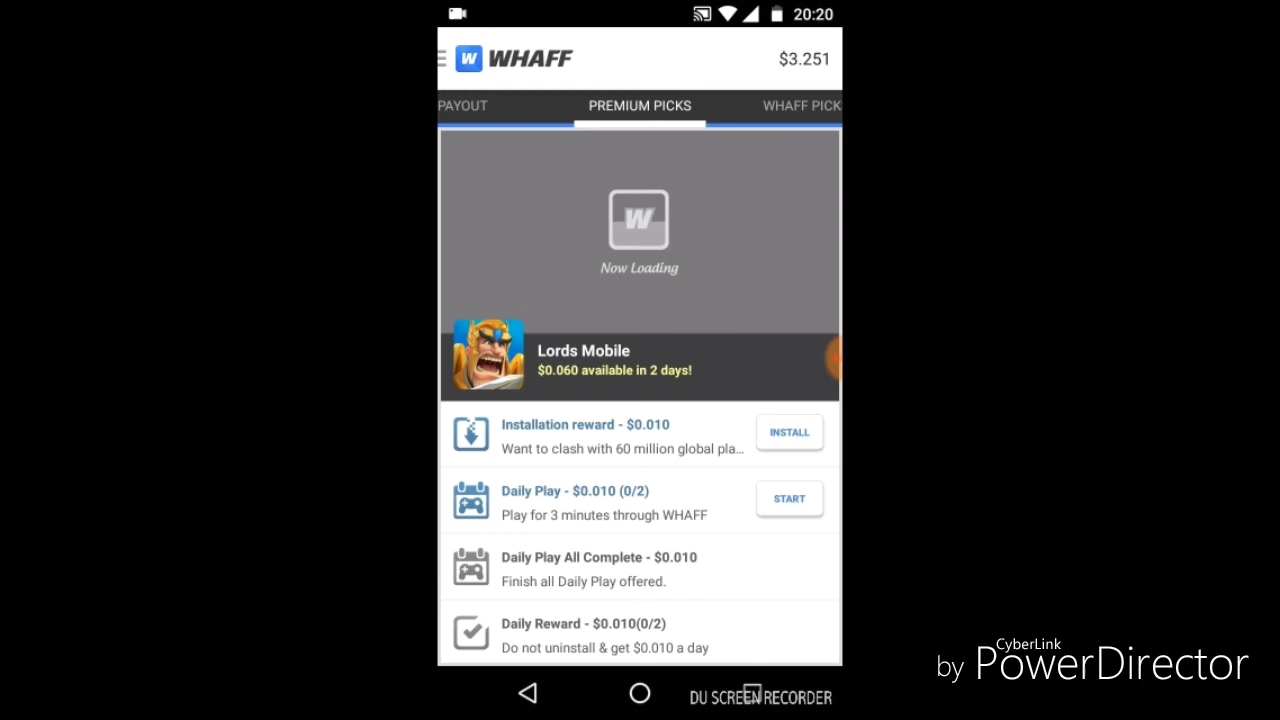 20:20
W WHAFF
$3.251
PAYOUT
PREMIUM PICKS
WHAFF PICK
W
Now Loading
Lords Mobile
$0.060 available in 2 days!
Installation reward - $0.010
Want to clash with 60 million global pla...
INSTALL
Daily Play - $0.010 (0/2)
Play for 3 minutes through WHAFF
START
Daily Play All Complete - $0.010
Finish all Daily Play offered.
Daily Reward - $0.010(0/2)
Do not uninstall & get $0.010 a day
DU SCREEN RECORDER
CyberLink
by PowerDirector